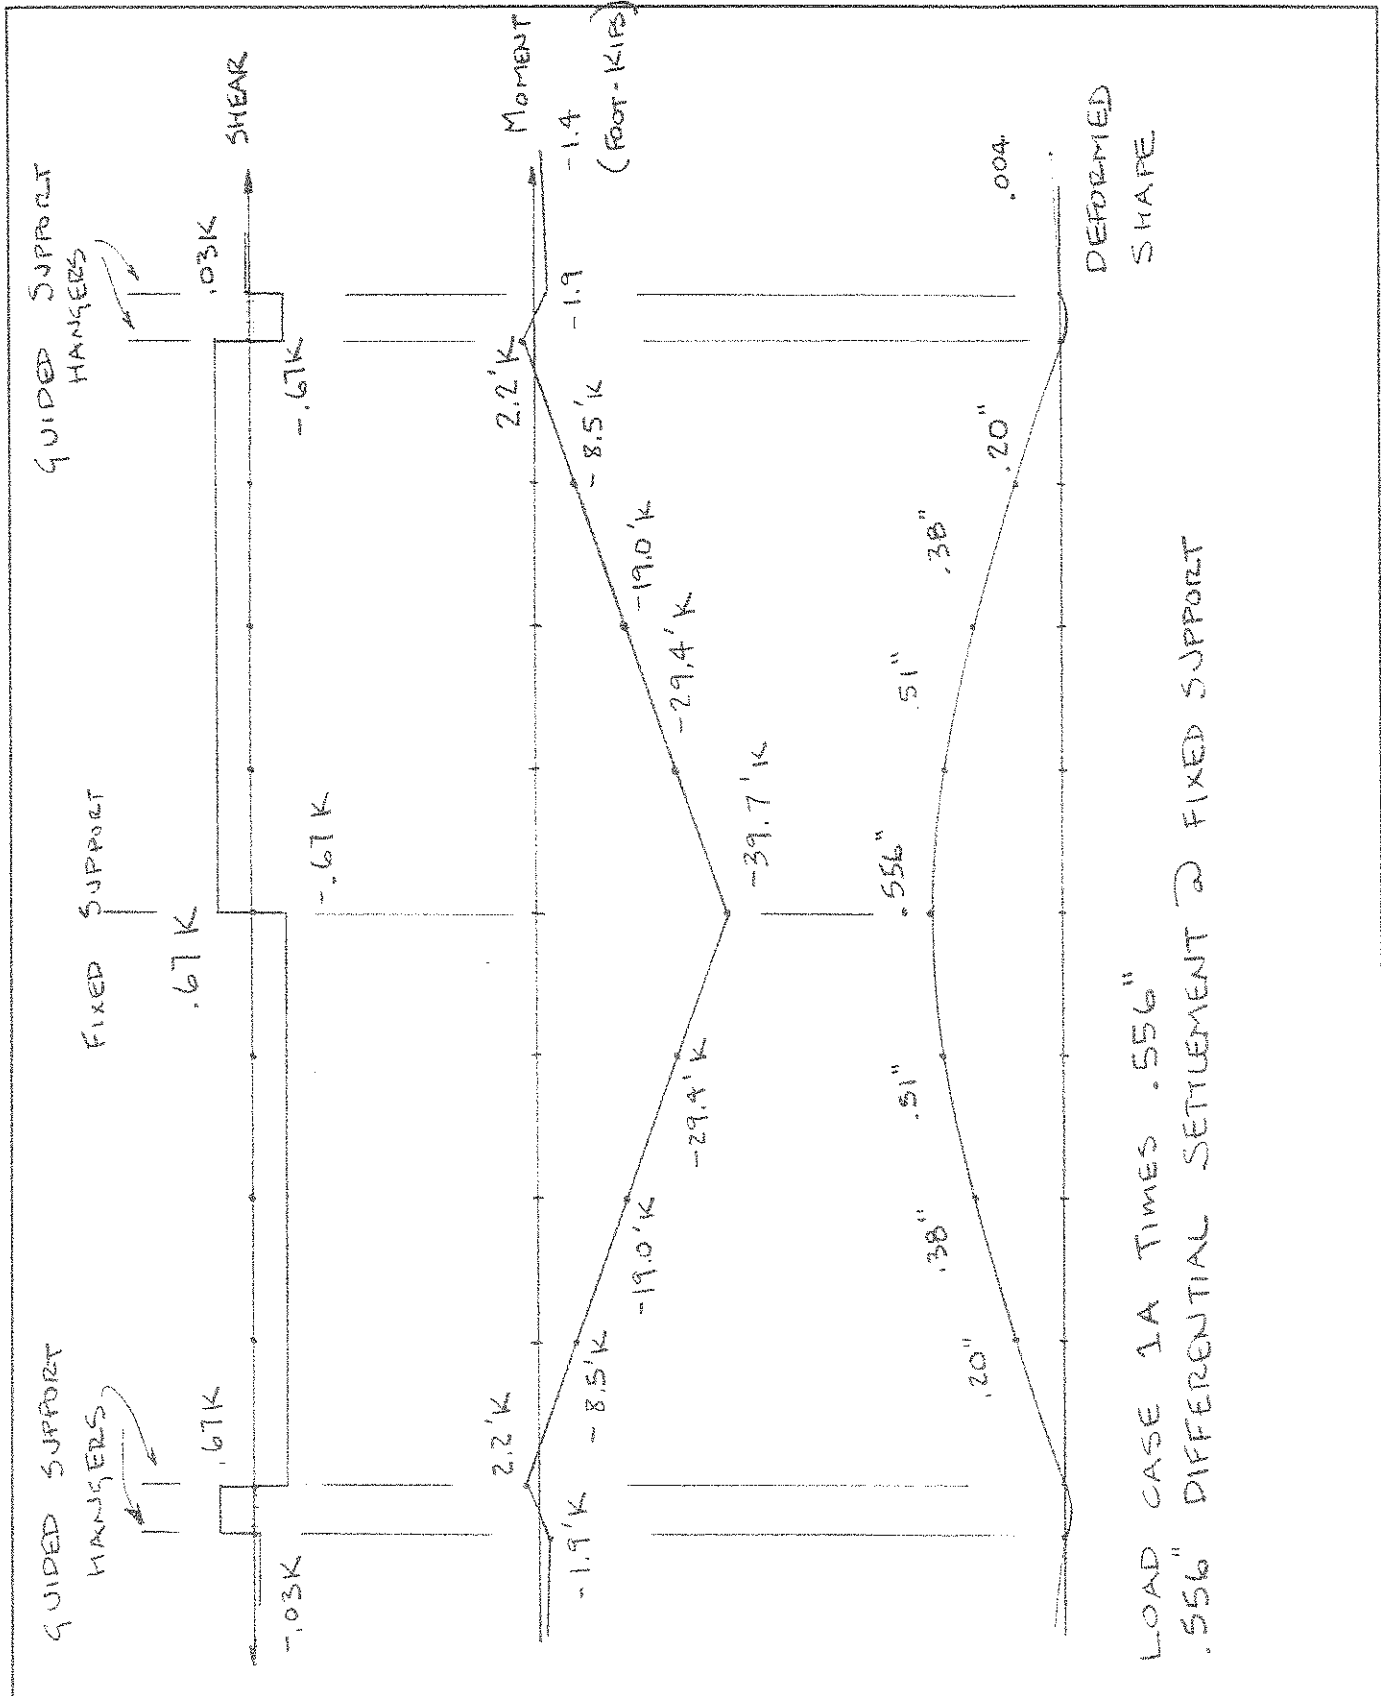 GUIDED SUPPORT
HANGERS
FIXED SUPPORT
GUIDED SUPPORT
HANGERS
.67K
.67K
.03K
SHEAR
-.03K
-.67K
-.67K
2.2'K
2.2'K
MOMENT
-1.4
(FOOT-KIPS)
-1.9'K
-8.5'K
-19.0'K
-29.4'K
-39.7'K
-29.4'K
-19.0'K
-8.5'K
-1.9
.20"
.38"
.51"
.556"
.51"
.38"
.20"
.004
DEFORMED
SHAPE
LOAD CASE 1A TIMES .556"
.556" DIFFERENTIAL SETTLEMENT @ FIXED SUPPORT